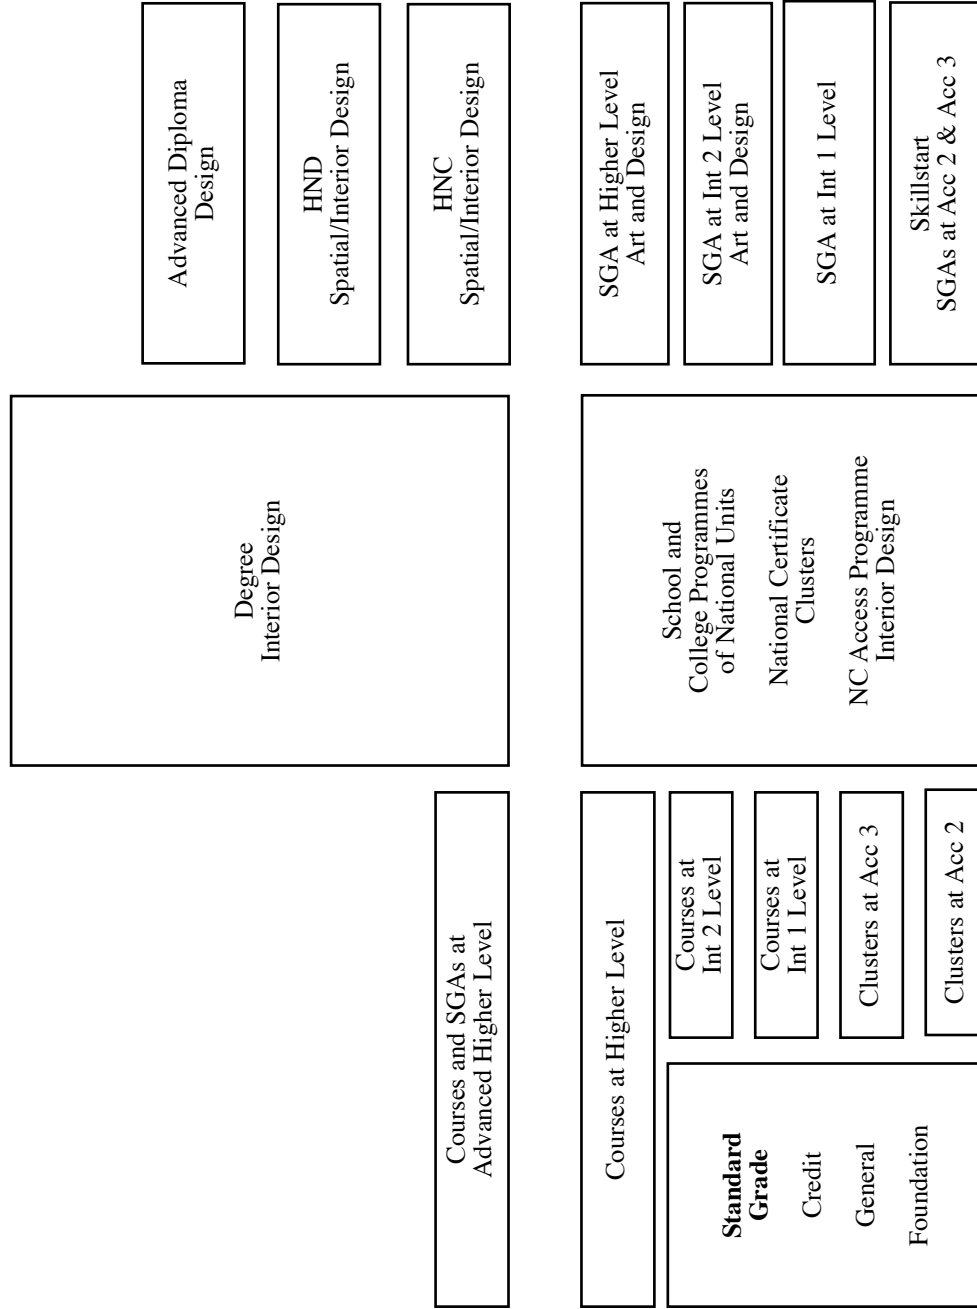 Courses and SGAs at
Advanced Higher Level
Courses at Higher Level
Standard
Grade
Credit
General
Foundation
Courses at
Int 2 Level
Courses at
Int 1 Level
Clusters at Acc 3
Clusters at Acc 2
Degree
Interior Design
School and
College Programmes
of National Units
National Certificate
Clusters
NC Access Programme
Interior Design
Advanced Diploma
Design
HND
Spatial/Interior Design
HNC
Spatial/Interior Design
SGA at Higher Level
Art and Design
SGA at Int 2 Level
Art and Design
SGA at Int 1 Level
Skillstart
SGAs at Acc 2 & Acc 3